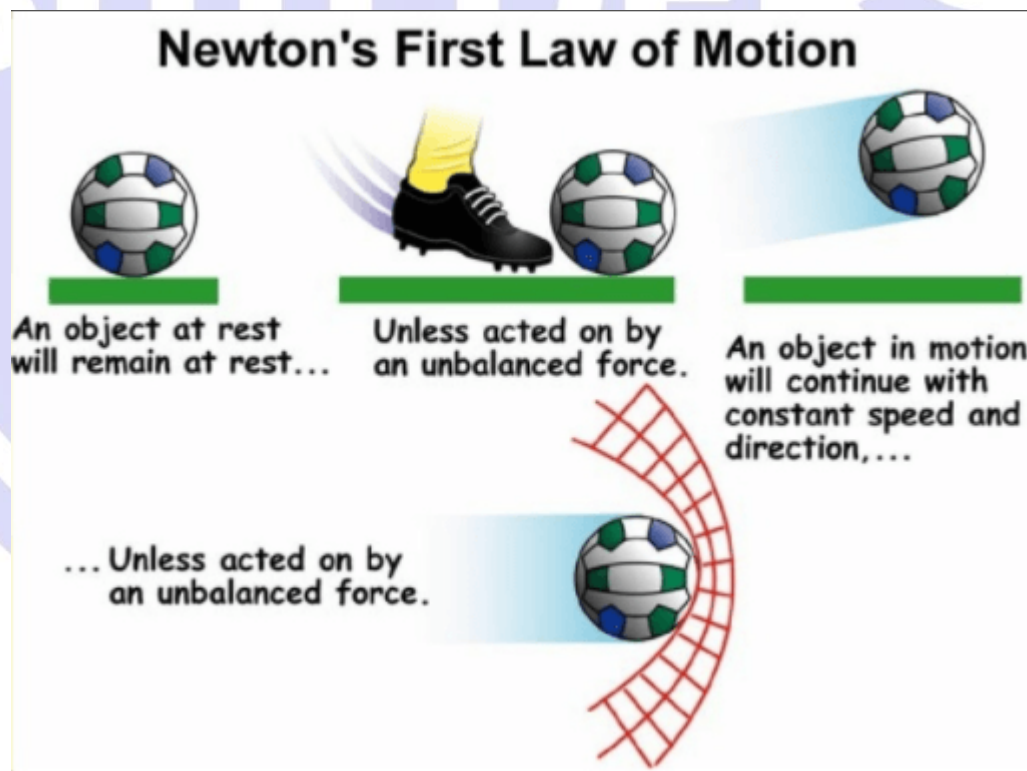 Newton's First Law of Motion
An object at rest
will remain at rest...
Unless acted on by
an unbalanced force.
An object in motion
will continue with
constant speed and
direction,...
...Unless acted on by
an unbalanced force.